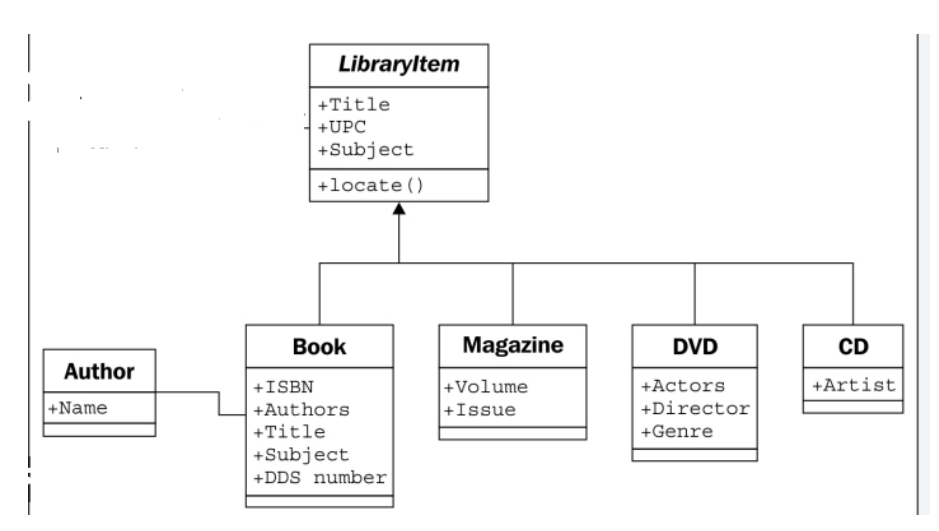 LibraryItem
+Title
+UPC
+Subject
+locate()
Author
+Name
Book
+ISBN
+Authors
+Title
+Subject
+DDS number
Magazine
+Volume
+Issue
DVD
+Actors
+Director
+Genre
CD
+Artist